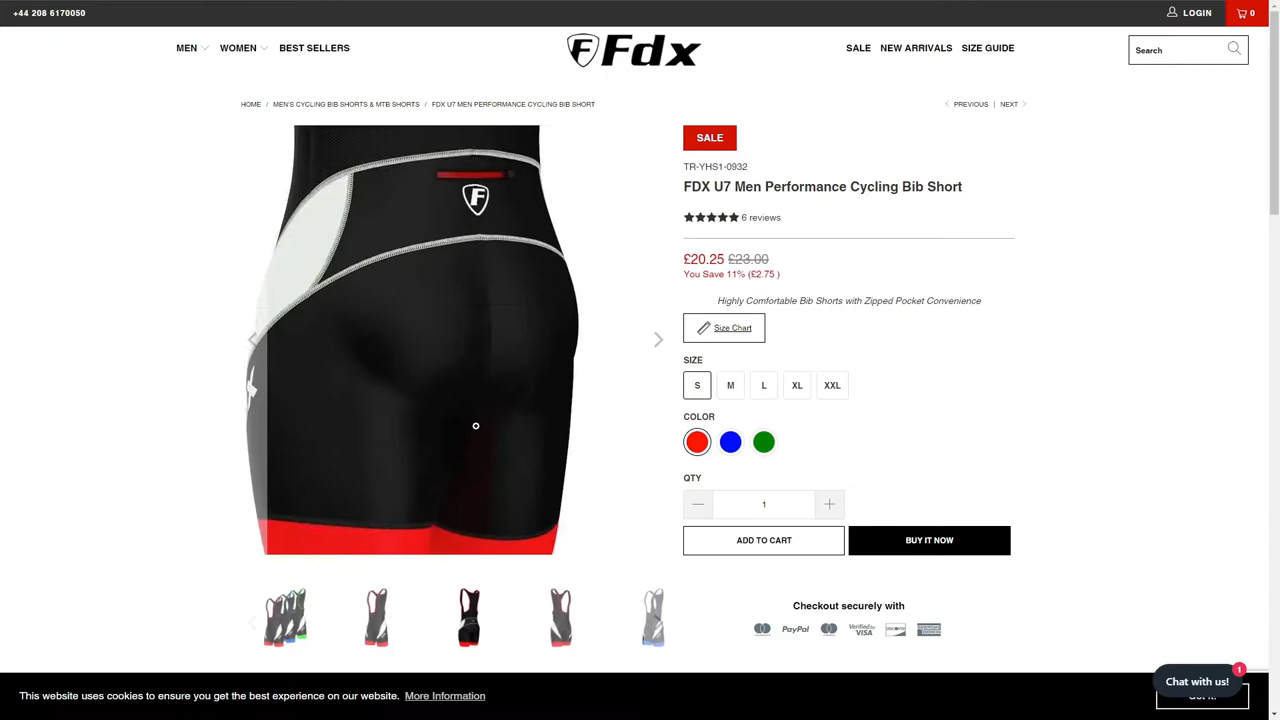 +44 208 6170050
LOGIN
0
MEN
WOMEN
BEST SELLERS
Fdx
SALE
NEW ARRIVALS
SIZE GUIDE
Search
HOME / MEN'S CYCLING BIB SHORTS & MTB SHORTS / FDX U7 MEN PERFORMANCE CYCLING BIB SHORT
PREVIOUS | NEXT
SALE
TR-YHS1-0932
FDX U7 Men Performance Cycling Bib Short
6 reviews
£20.25 £23.00
You Save 11% (£2.75 )
Highly Comfortable Bib Shorts with Zipped Pocket Convenience
Size Chart
SIZE
S M L XL XXL
COLOR
QTY
1
ADD TO CART
BUY IT NOW
Checkout securely with
PayPal
Verified by VISA
DISCOVER
This website uses cookies to ensure you get the best experience on our website. More Information
Chat with us!
1